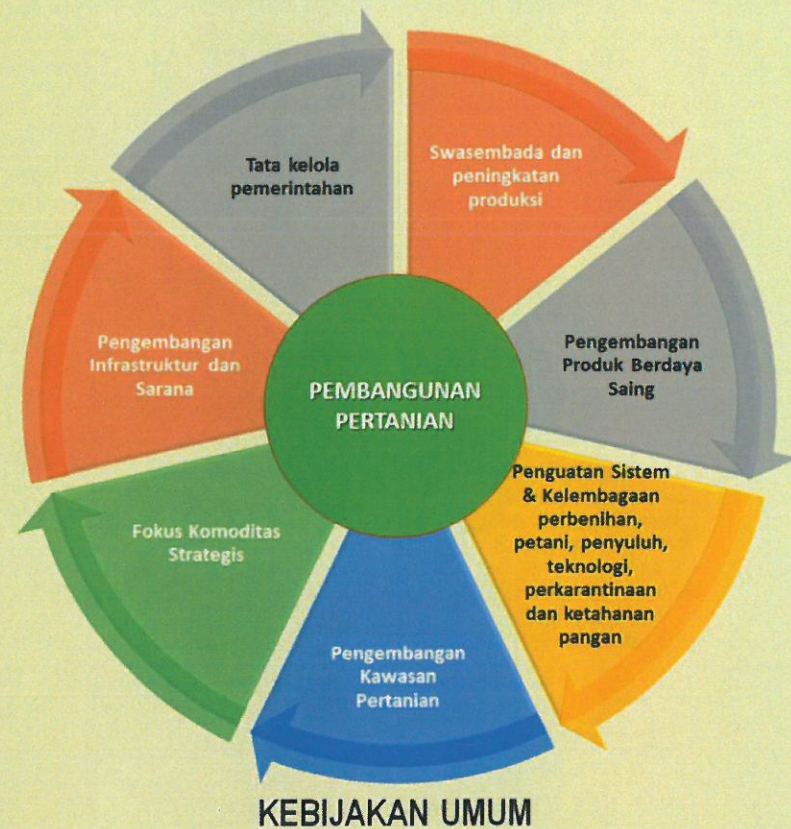 Tata kelola
pemerintahan
Swasembada dan
peningkatan
produksi
Pengembangan
Infrastruktur dan
Sarana
PEMBANGUNAN
PERTANIAN
Pengembangan
Produk Berdaya
Saing
Fokus Komoditas
Strategis
Penguatan Sistem
& Kelembagaan
perbenihan,
petani, penyuluh,
teknologi,
perkarantinaan
dan ketahanan
pangan
Pengembangan
Kawasan
Pertanian
KEBIJAKAN UMUM